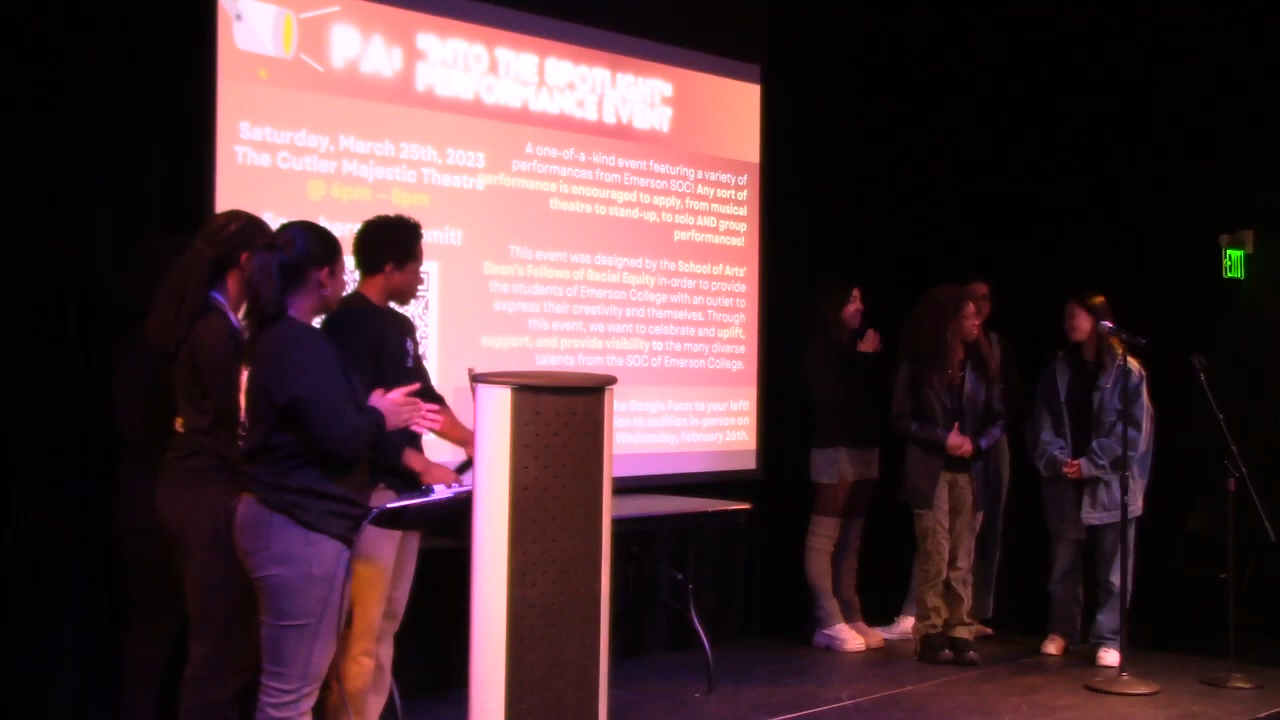 PA: "INTO THE SPOTLIGHT"
PERFORMANCE EVENT
Saturday, March 25th, 2023
The Cutler Majestic Theatre
@ 6pm - 8pm
A one-of-a-kind event featuring a variety of
performances from Emerson SOC! Any sort of
performance is encouraged to apply, from musical
theatre to stand-up, to solo AND group
performances!
This event was designed by the School of Arts'
Dean's Fellows of Racial Equity in-order to provide
the students of Emerson College with an outlet to
express their creativity and themselves. Through
this event, we want to celebrate and uplift,
support, and provide visibility to the many diverse
talents from the SOC of Emerson College.
Google Form to your left!
to audition in-person on
Wednesday, February 26th.
EXIT